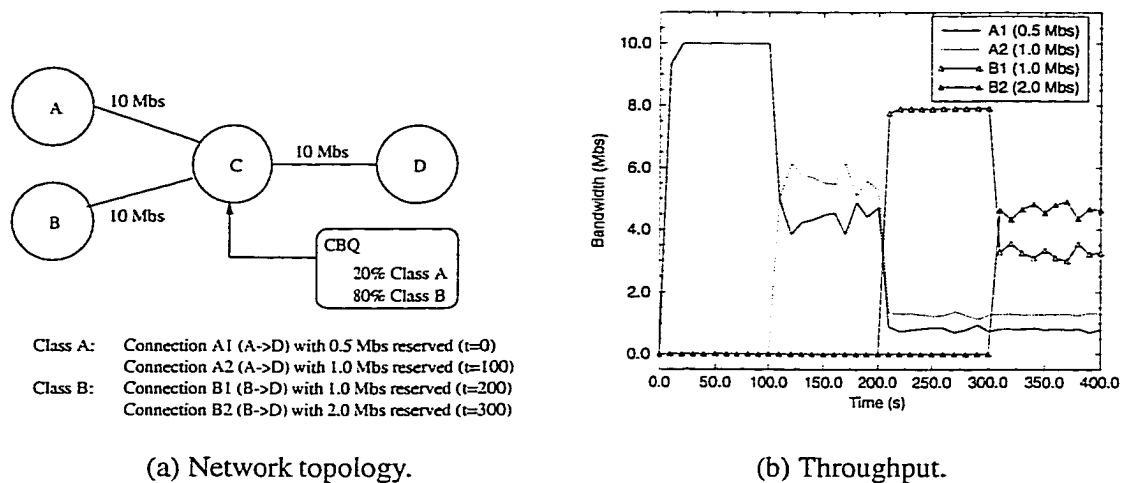 A
10 Mbs
C
10 Mbs
D
B
10 Mbs
CBQ
20% Class A
80% Class B
Class A: Connection A1 (A->D) with 0.5 Mbs reserved (t=0)
Connection A2 (A->D) with 1.0 Mbs reserved (t=100)
Class B: Connection B1 (B->D) with 1.0 Mbs reserved (t=200)
Connection B2 (B->D) with 2.0 Mbs reserved (t=300)
(a) Network topology.
A1 (0.5 Mbs)
A2 (1.0 Mbs)
B1 (1.0 Mbs)
B2 (2.0 Mbs)
Bandwidth (Mbs)
10.0
8.0
6.0
4.0
2.0
0.0
0.0 50.0 100.0 150.0 200.0 250.0 300.0 350.0 400.0
Time (s)
(b) Throughput.